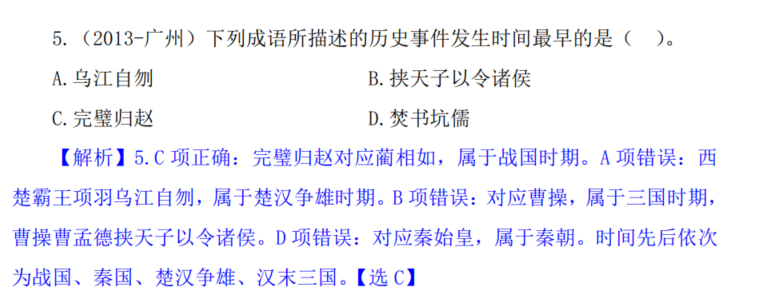 5.（2013-广州）下列成语所描述的历史事件发生时间最早的是（ ）。
A.乌江自刎 B.挟天子以令诸侯
C.完璧归赵 D.焚书坑儒
【解析】5.C 项正确：完璧归赵对应蔺相如，属于战国时期。A 项错误：西
楚霸王项羽乌江自刎，属于楚汉争雄时期。B 项错误：对应曹操，属于三国时期，
曹操曹孟德挟天子以令诸侯。D 项错误：对应秦始皇，属于秦朝。时间先后依次
为战国、秦国、楚汉争雄、汉末三国。【选 C】